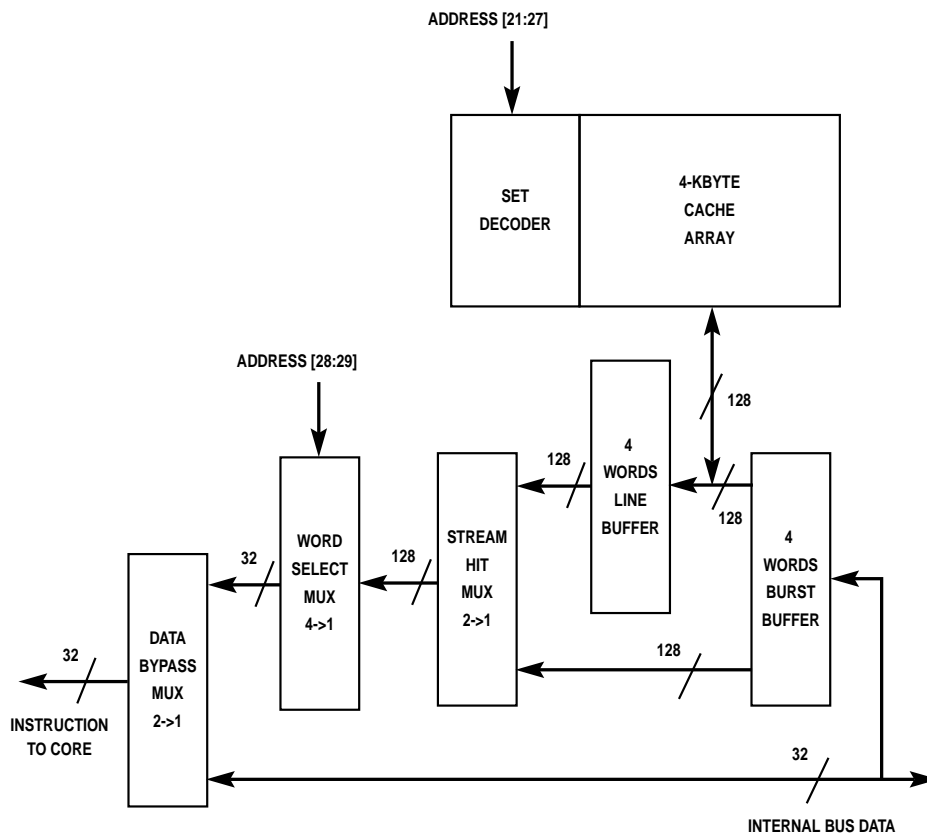 ADDRESS [21:27]
SET
DECODER
4-KBYTE
CACHE
ARRAY
ADDRESS [28:29]
128
4
WORDS
LINE
BUFFER
128
128
4
WORDS
BURST
BUFFER
STREAM
HIT
MUX
2->1
128
WORD
SELECT
MUX
4->1
32
DATA
BYPASS
MUX
2->1
128
32
INSTRUCTION
TO CORE
32
INTERNAL BUS DATA